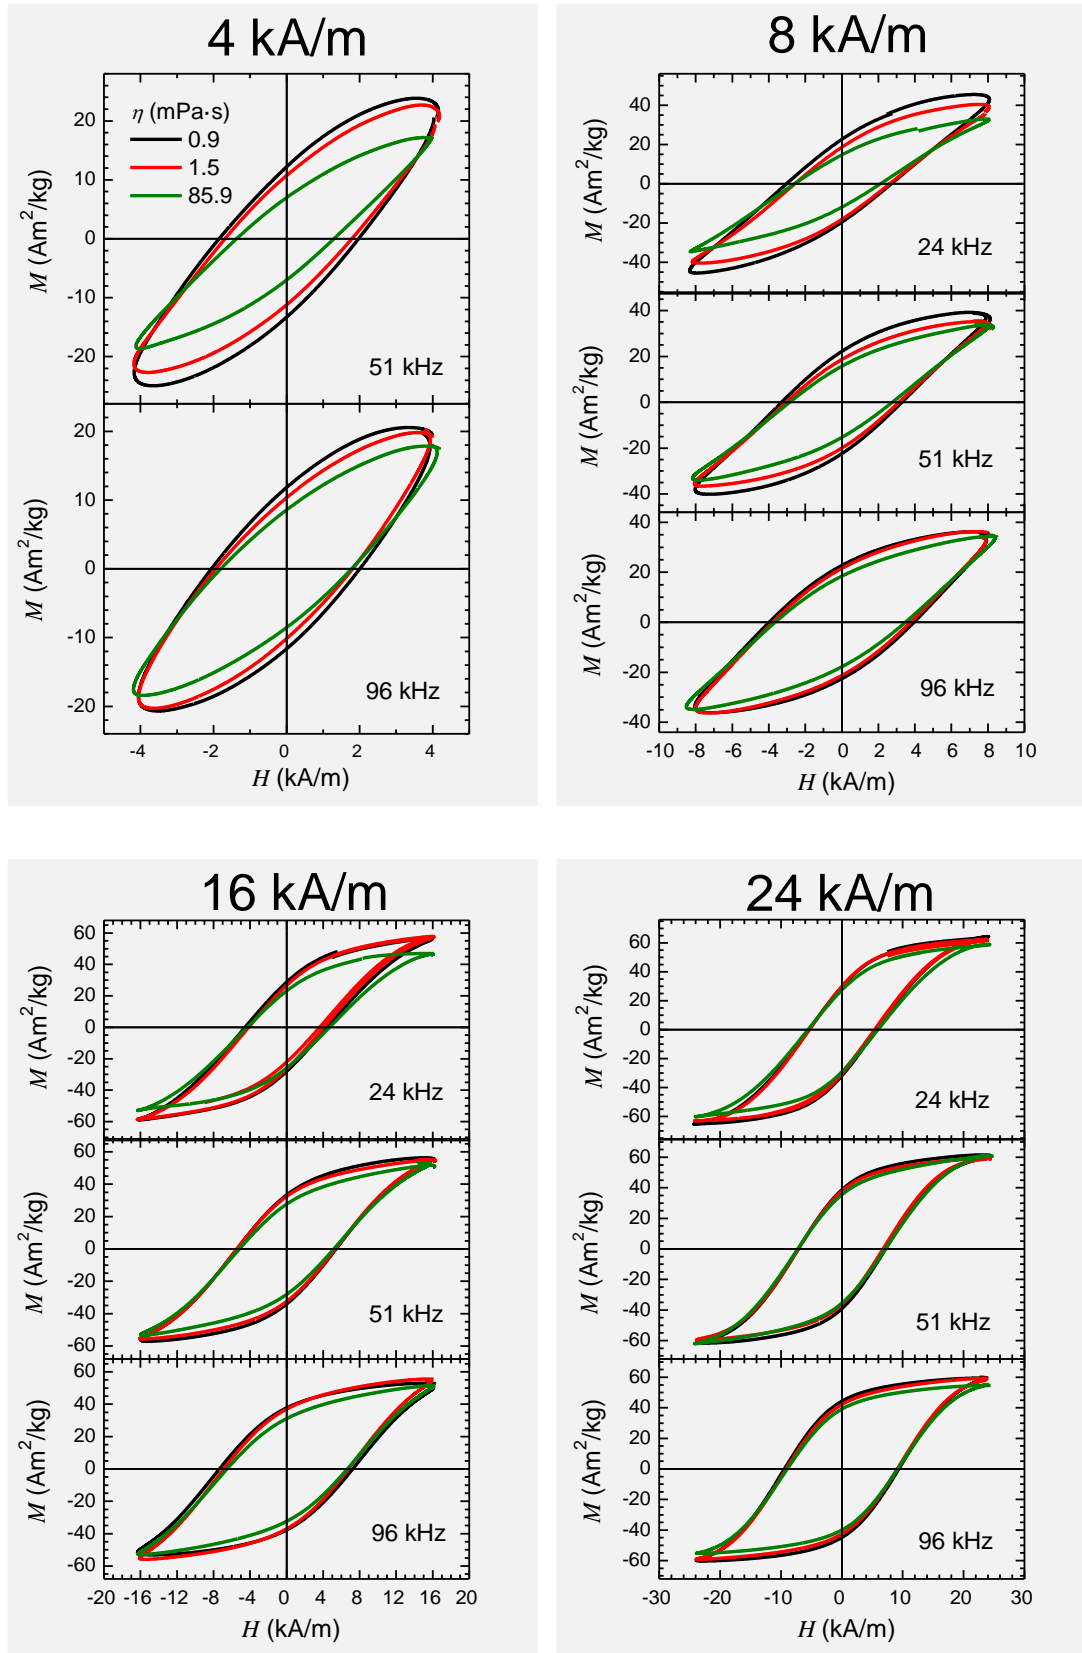 4 kA/m
η (mPa·s)
0.9
1.5
85.9
20
10
0
-10
-20
M (Am²/kg)
51 kHz
20
10
0
-10
-20
M (Am²/kg)
96 kHz
-4 -2 0 2 4
H (kA/m)
8 kA/m
40
20
0
-20
-40
M (Am²/kg)
24 kHz
40
20
0
-20
-40
M (Am²/kg)
51 kHz
40
20
0
-20
-40
M (Am²/kg)
96 kHz
-10 -8 -6 -4 -2 0 2 4 6 8 10
H (kA/m)
16 kA/m
60
40
20
0
-20
-40
-60
M (Am²/kg)
24 kHz
60
40
20
0
-20
-40
-60
M (Am²/kg)
51 kHz
60
40
20
0
-20
-40
-60
M (Am²/kg)
96 kHz
-20 -16 -12 -8 -4 0 4 8 12 16 20
H (kA/m)
24 kA/m
60
40
20
0
-20
-40
-60
M (Am²/kg)
24 kHz
60
40
20
0
-20
-40
-60
M (Am²/kg)
51 kHz
60
40
20
0
-20
-40
-60
M (Am²/kg)
96 kHz
-30 -20 -10 0 10 20 30
H (kA/m)